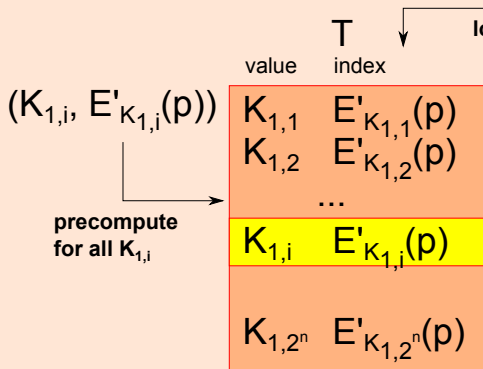 T
lo
value index
(K₁,ᵢ, E'K₁,ᵢ(p))
K₁,₁ E'K₁,₁(p)
K₁,₂ E'K₁,₂(p)
...
precompute
for all K₁,ᵢ
K₁,ᵢ E'K₁,ᵢ(p)
K₁,₂ⁿ E'K₁,₂ⁿ(p)